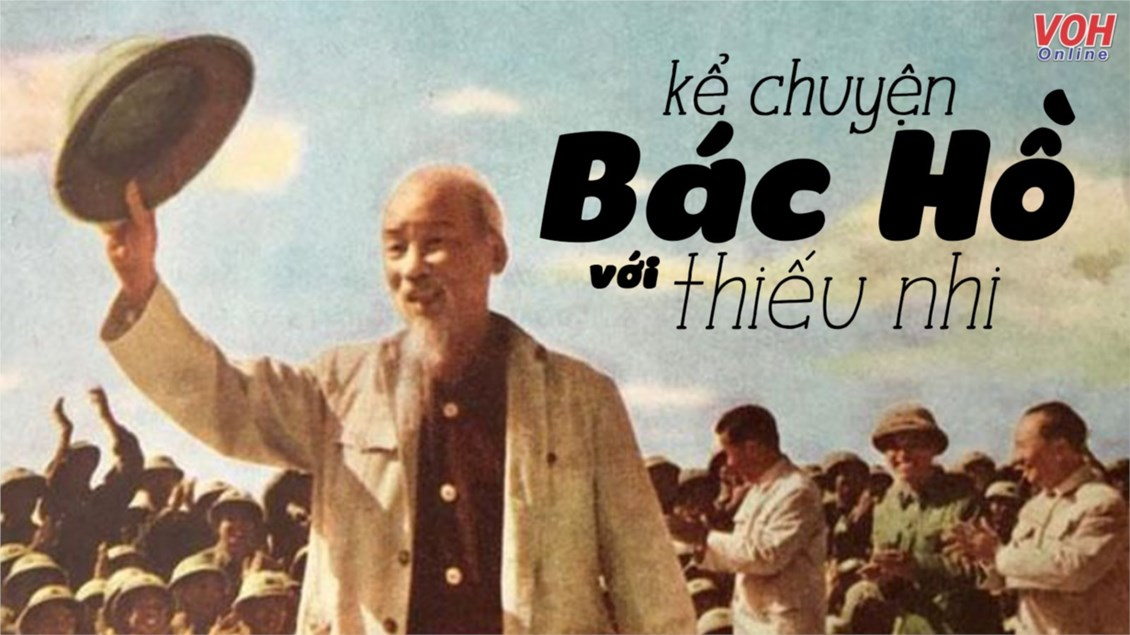 VOH
Online
kể chuyện
Bác Hồ
với thiếu nhi